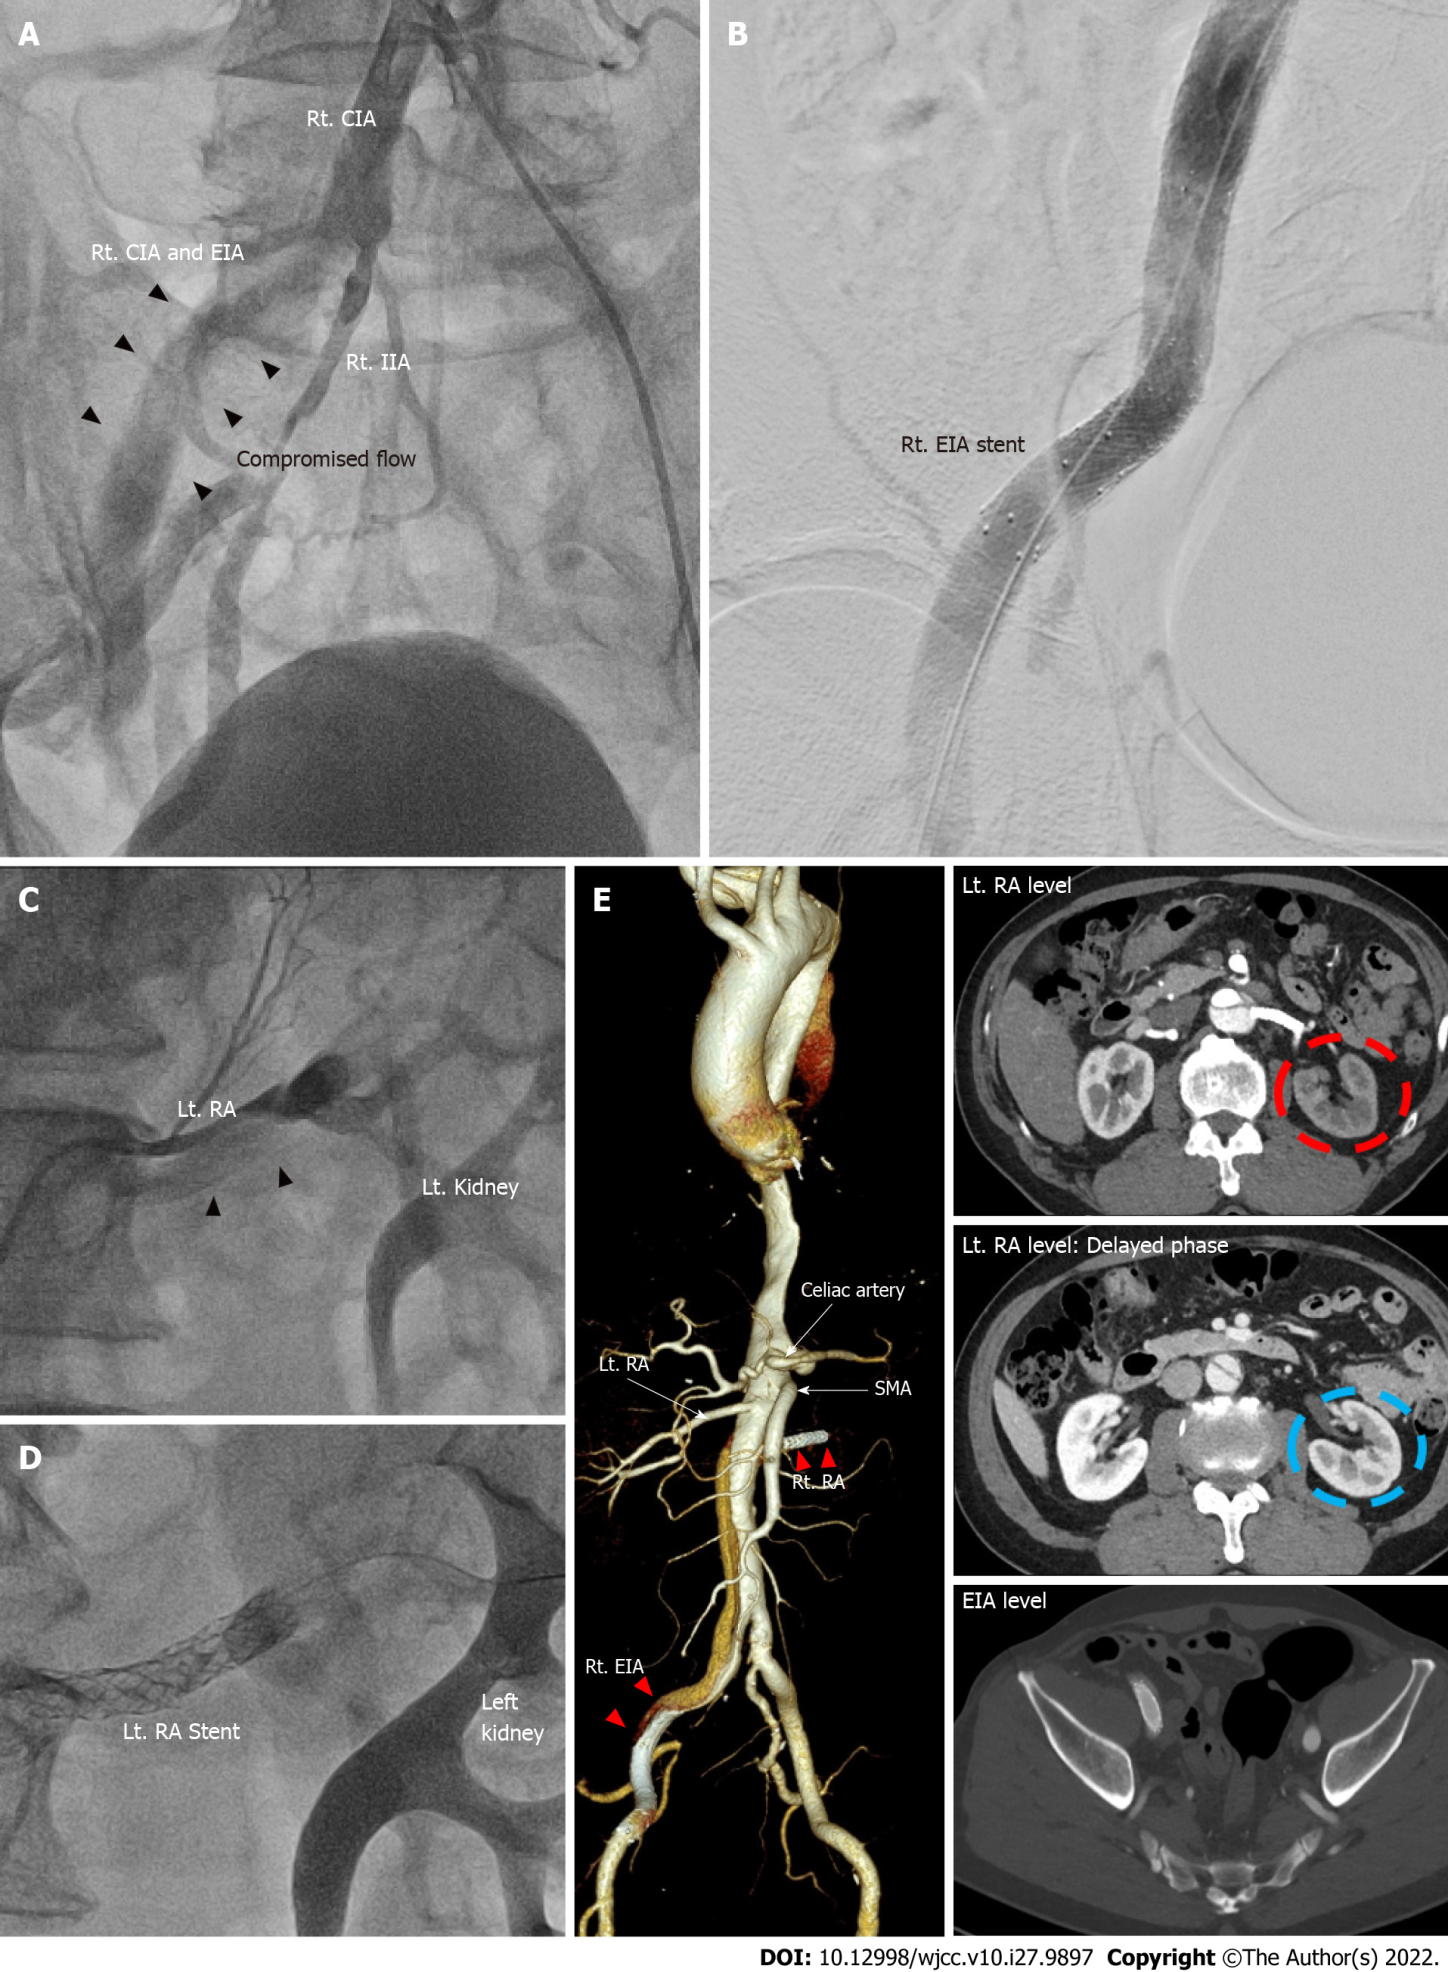 A
Rt. CIA
Rt. CIA and EIA
Rt. IIA
Compromised flow
B
Rt. EIA stent
C
Lt. RA
Lt. Kidney
D
Lt. RA Stent
Left
kidney
E
Celiac artery
Lt. RA
SMA
Rt. RA
Rt. EIA
Lt. RA level
Lt. RA level: Delayed phase
EIA level
DOI: 10.12998/wjcc.v10.i27.9897 Copyright ©The Author(s) 2022.